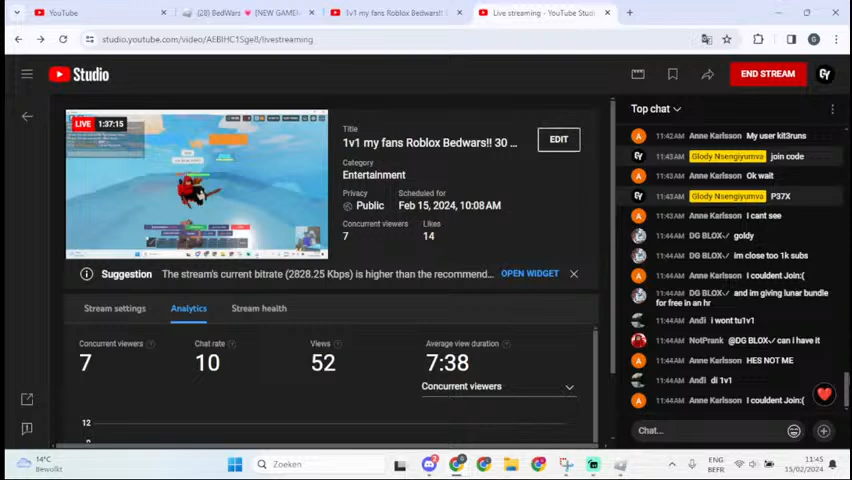 YouTube
(28) BedWars 💗 [NEW GAME!
1v1 my fans Roblox Bedwars!!
Live streaming - YouTube Studi
studio.youtube.com/video/AEBIHC1Sge8/livestreaming
Studio
END STREAM
LIVE 1:37:15
Title
1v1 my fans Roblox Bedwars!! 30 ...
EDIT
Category
Entertainment
Privacy
Public
Scheduled for
Feb 15, 2024, 10:08 AM
Concurrent viewers
7
Likes
14
Suggestion The stream's current bitrate (2828.25 Kbps) is higher than the recommend... OPEN WIDGET
Stream settings
Analytics
Stream health
Concurrent viewers
7
Chat rate
10
Views
52
Average view duration
7:38
Concurrent viewers
12
Top chat
11:42AM Anne Karlsson My user kit3runs
11:43AM Glody Nsengiyumva join code
11:43AM Anne Karlsson Ok wait
11:43AM Glody Nsengiyumva P37X
11:43AM Anne Karlsson I cant see
11:44AM DG BLOX✓ goldy
11:44AM DG BLOX✓ im close too 1k subs
11:44AM Anne Karlsson I couldent Join:(
11:44AM DG BLOX✓ and im giving lunar bundle
for free in an hr
11:44AM Andi i wont tu1v1
11:44AM NotPrank @DG BLOX✓ can i have it
11:44AM Anne Karlsson HES NOT ME
11:44AM Andi di 1v1
11:44AM Anne Karlsson I couldent Join:(
Chat...
14°C
Bewolkt
Zoeken
ENG
BEFR
11:45
15/02/2024